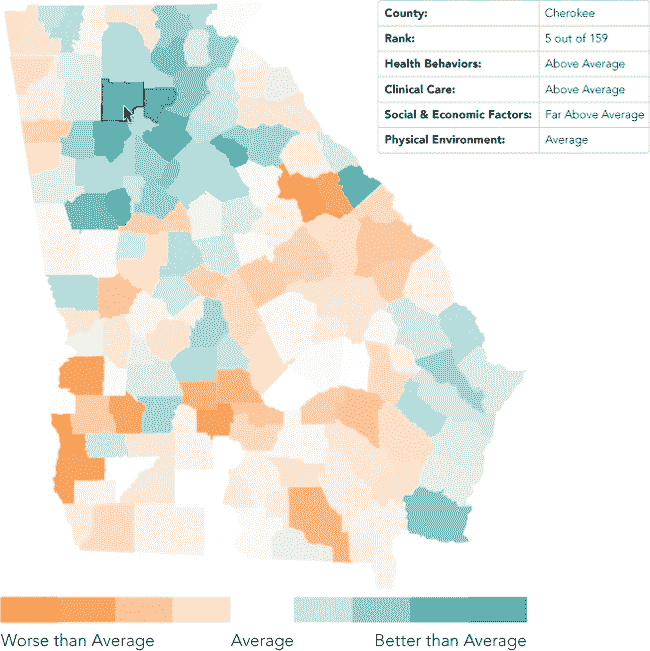 County: Cherokee
Rank: 5 out of 159
Health Behaviors: Above Average
Clinical Care: Above Average
Social & Economic Factors: Far Above Average
Physical Environment: Average
Worse than Average Average Better than Average